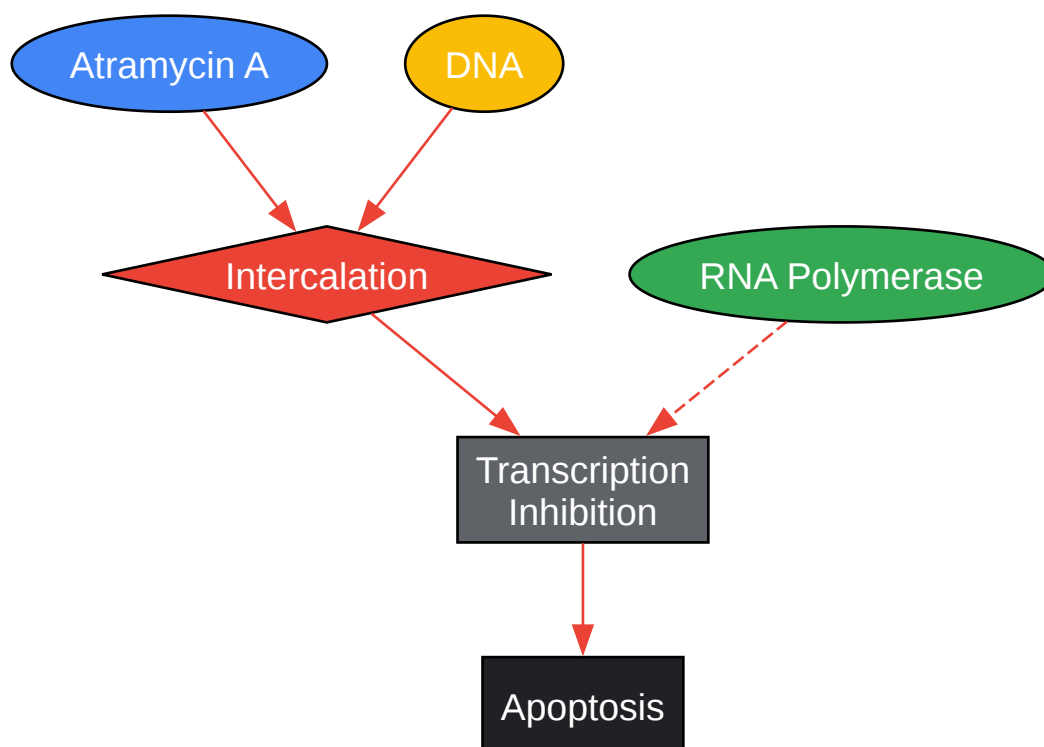 Atramycin A
DNA
Intercalation
RNA Polymerase
Transcription
Inhibition
Apoptosis